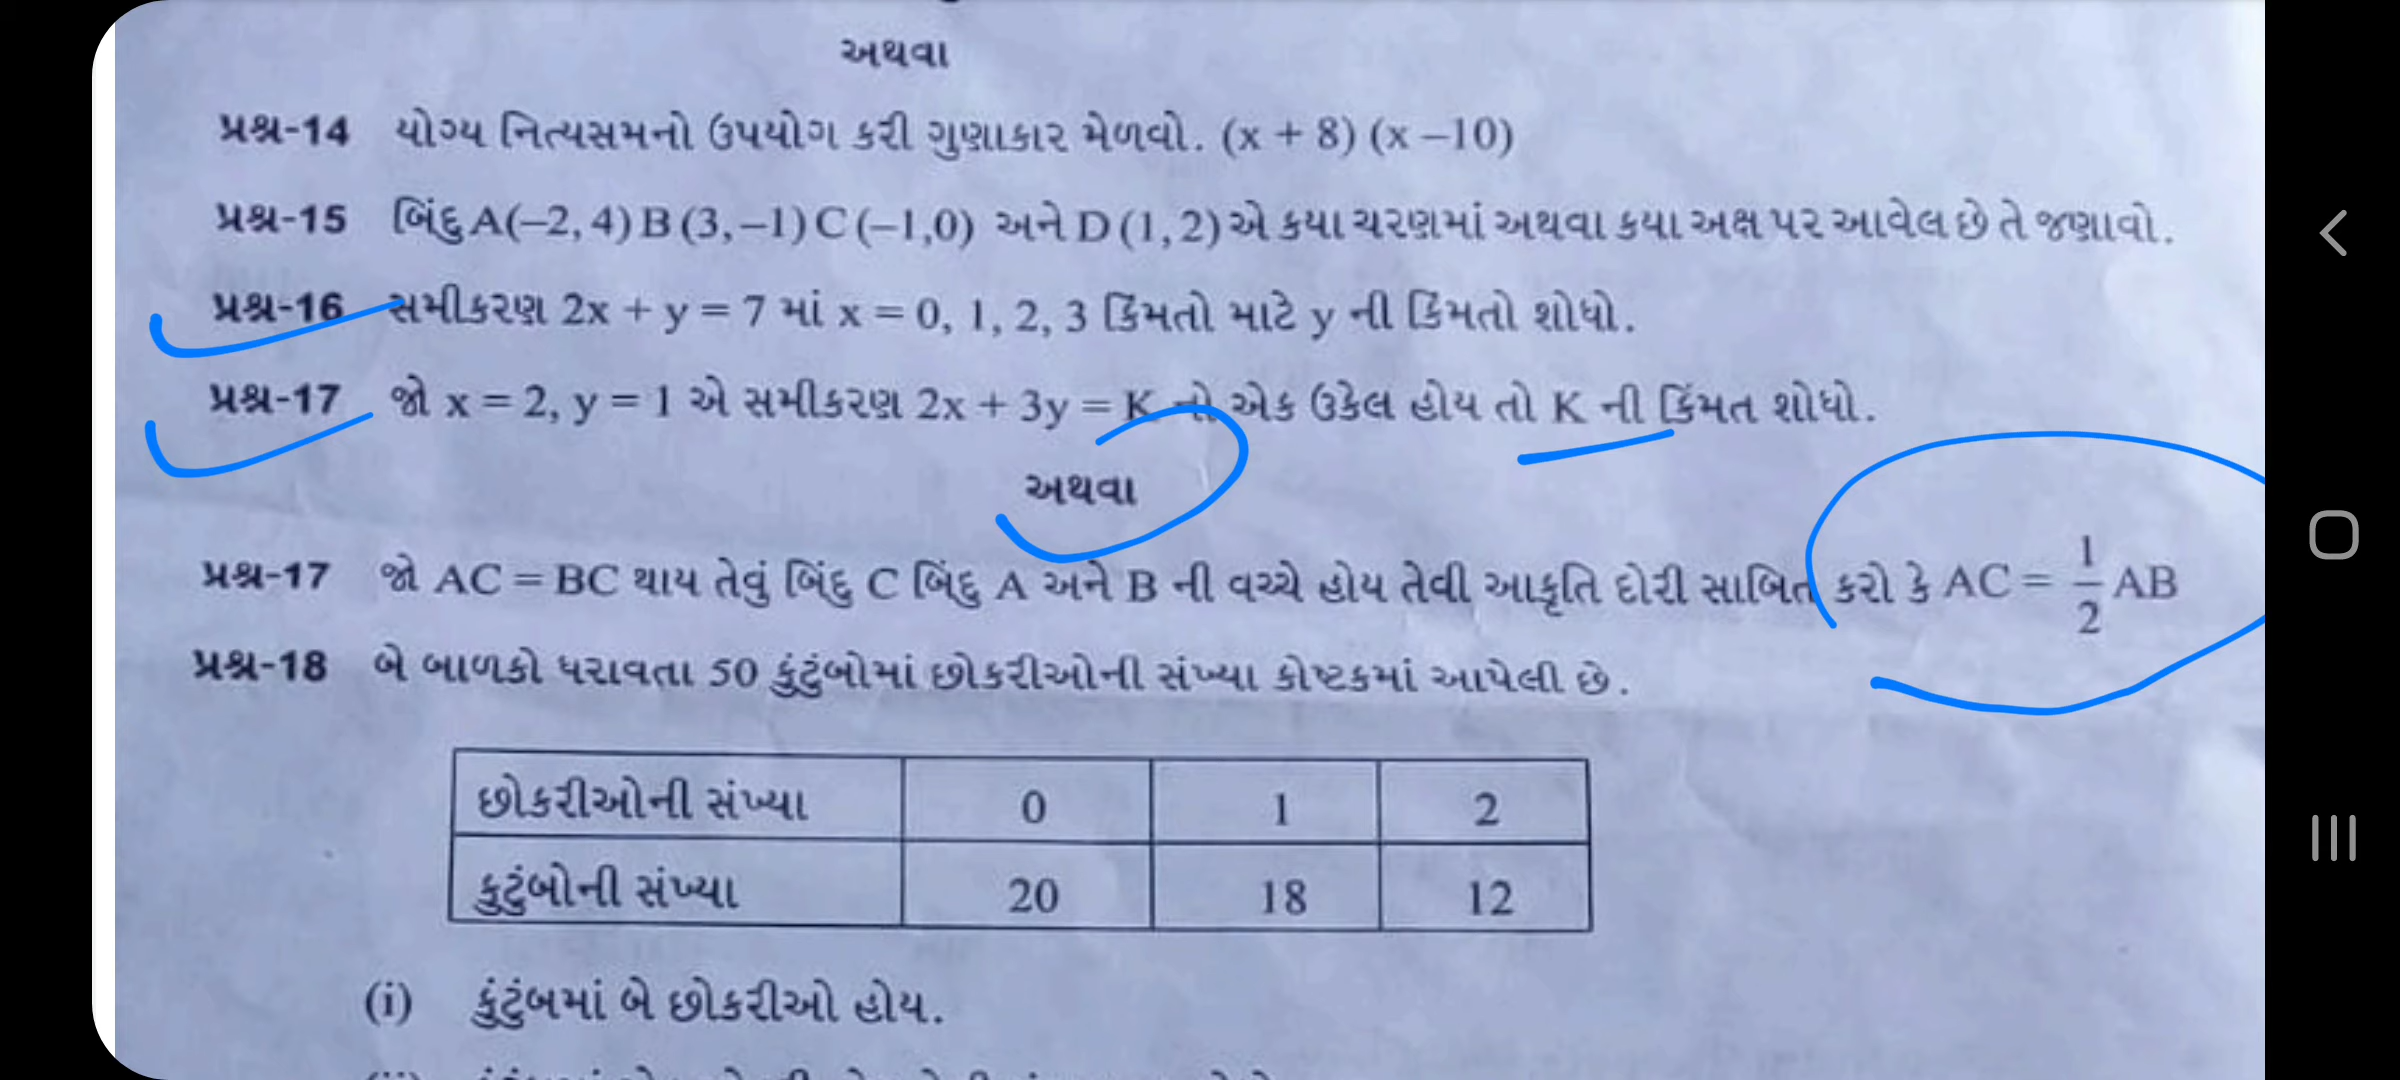 અથવા
પ્રશ્ન-14 યોગ્ય નિત્યસમનો ઉપયોગ કરી ગુણાકાર મેળવો. (x + 8) (x –10)
પ્રશ્ન-15 બિંદુ A(–2, 4) B (3, –1) C (–1,0) અને D (1, 2) એ કયા ચરણમાં અથવા કયા અક્ષ પર આવેલ છે તે જણાવો.
પ્રશ્ન-16 સમીકરણ 2x + y = 7 માં x = 0, 1, 2, 3 કિંમતો માટે y ની કિંમતો શોધો.
પ્રશ્ન-17 જો x = 2, y = 1 એ સમીકરણ 2x + 3y = K નો એક ઉકેલ હોય તો K ની કિંમત શોધો.
અથવા
પ્રશ્ન-17 જો AC = BC થાય તેવું બિંદુ C બિંદુ A અને B ની વચ્ચે હોય તેવી આકૃતિ દોરી સાબિત કરો કે AC = 1/2 AB
પ્રશ્ન-18 બે બાળકો ધરાવતા 50 કુંટુંબોમાં છોકરીઓની સંખ્યા કોષ્ટકમાં આપેલી છે.
છોકરીઓની સંખ્યા 0 1 2
કુટુંબોની સંખ્યા 20 18 12
(i) કુંટુંબમાં બે છોકરીઓ હોય.